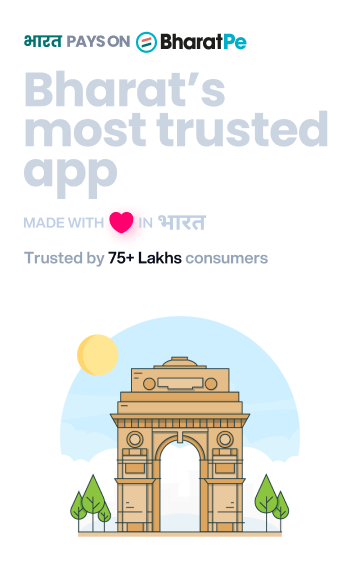 भारत PAYS ON BharatPe
Bharat's
most trusted
app
MADE WITH IN भारत
Trusted by 75+ Lakhs consumers